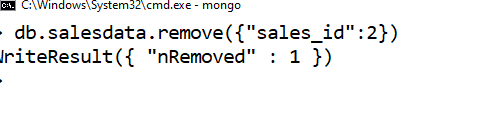 C:\Windows\System32\cmd.exe - mongo
> db.salesdata.remove({"sales_id":2})
WriteResult({ "nRemoved" : 1 })
>